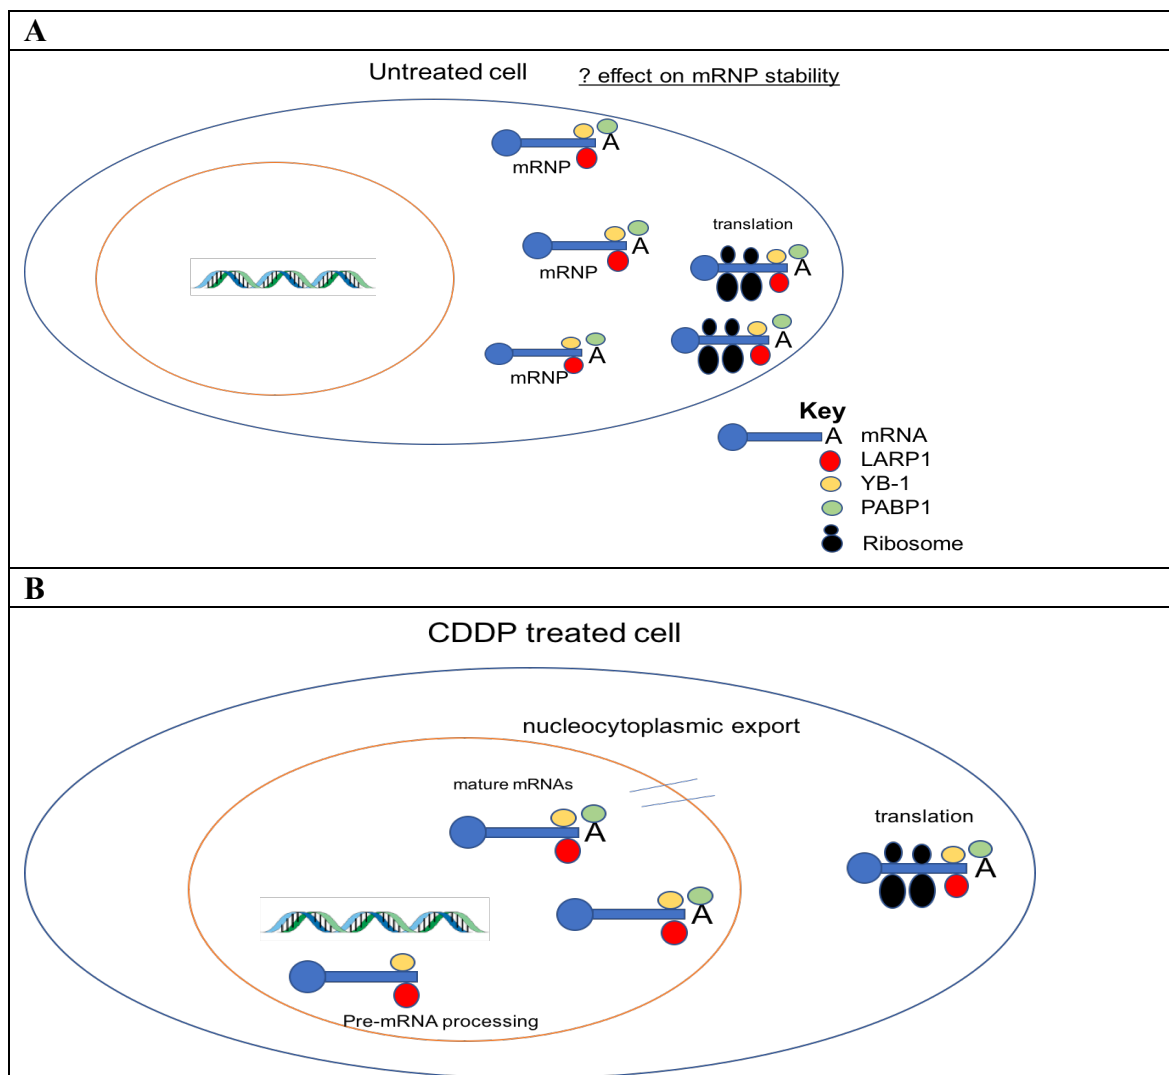 A
Untreated cell
? effect on mRNP stability
A
mRNP
A
mRNP
translation
A
A
mRNP
A
Key
A mRNA
LARP1
YB-1
PABP1
Ribosome
B
CDDP treated cell
nucleocytoplasmic export
mature mRNAs
A
translation
A
A
Pre-mRNA processing